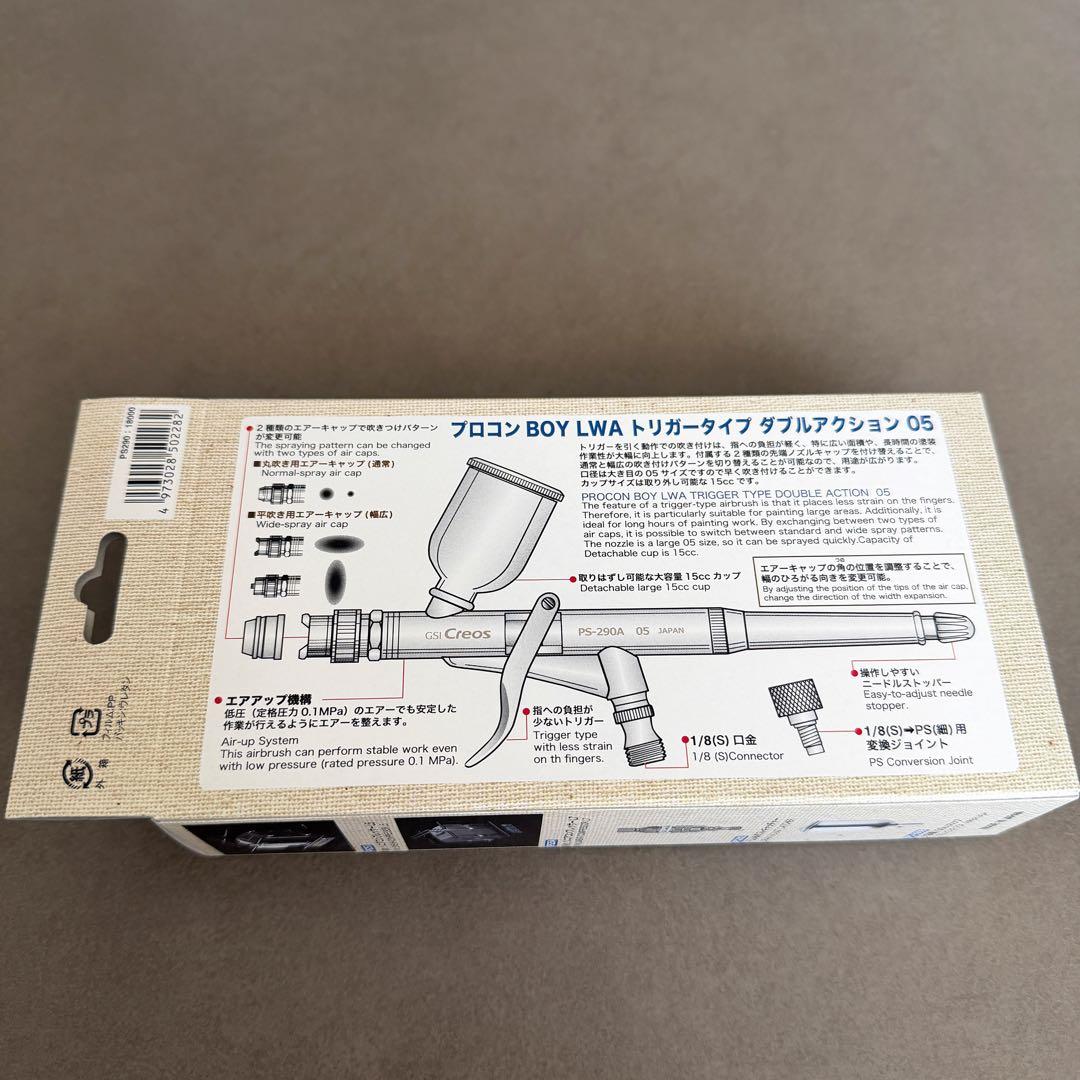 PS290：18000
4 973028 502282
プロコン BOY LWA トリガータイプ ダブルアクション 05
トリガーを引く動作での吹き付けは、指への負担が軽く、特に広い面積や、長時間の塗装
作業性が大幅に向上します。付属する2種類の先端ノズルキャップを付け替えることで、
通常と幅広の吹き付けパターンを切り替えることが可能なので、用途が広がります。
口径は大き目の 05 サイズですので早く吹き付けることができます。
カップサイズは取り外し可能な 15cc です。
PROCON BOY LWA TRIGGER TYPE DOUBLE ACTION 05
The feature of a trigger-type airbrush is that it places less strain on the fingers.
Therefore, it is particularly suitable for painting large areas. Additionally, it is
ideal for long hours of painting work. By exchanging between two types of
air caps, it is possible to switch between standard and wide spray patterns.
The nozzle is a large 05 size, so it can be sprayed quickly.Capacity of
Detachable cup is 15cc.
2種類のエアーキャップで吹きつけパターン
が変更可能
The spraying pattern can be changed
with two types of air caps.
■丸吹き用エアーキャップ(通常)
Normal-spray air cap
■平吹き用エアーキャップ(幅広)
Wide-spray air cap
取りはずし可能な大容量 15cc カップ
Detachable large 15cc cup
つの
エアーキャップの角の位置を調整することで、
幅のひろがる向きを変更可能。
By adjusting the position of the tips of the air cap,
change the direction of the width expansion.
GSI Creos
PS-290A 05 JAPAN
エアアップ機構
低圧（定格圧力 0.1MPa）のエアーでも安定した
作業が行えるようにエアーを整えます。
Air-up System
This airbrush can perform stable work even
with low pressure (rated pressure 0.1 MPa).
指への負担が
少ないトリガー
Trigger type
with less strain
on th fingers.
1/8(S) 口金
1/8 (S)Connector
操作しやすい
ニードルストッパー
Easy-to-adjust needle
stopper.
1/8(S)➡PS(細)用
変換ジョイント
PS Conversion Joint
プラ
フィルム:PP
パッキン:ウレタン
紙
外箱